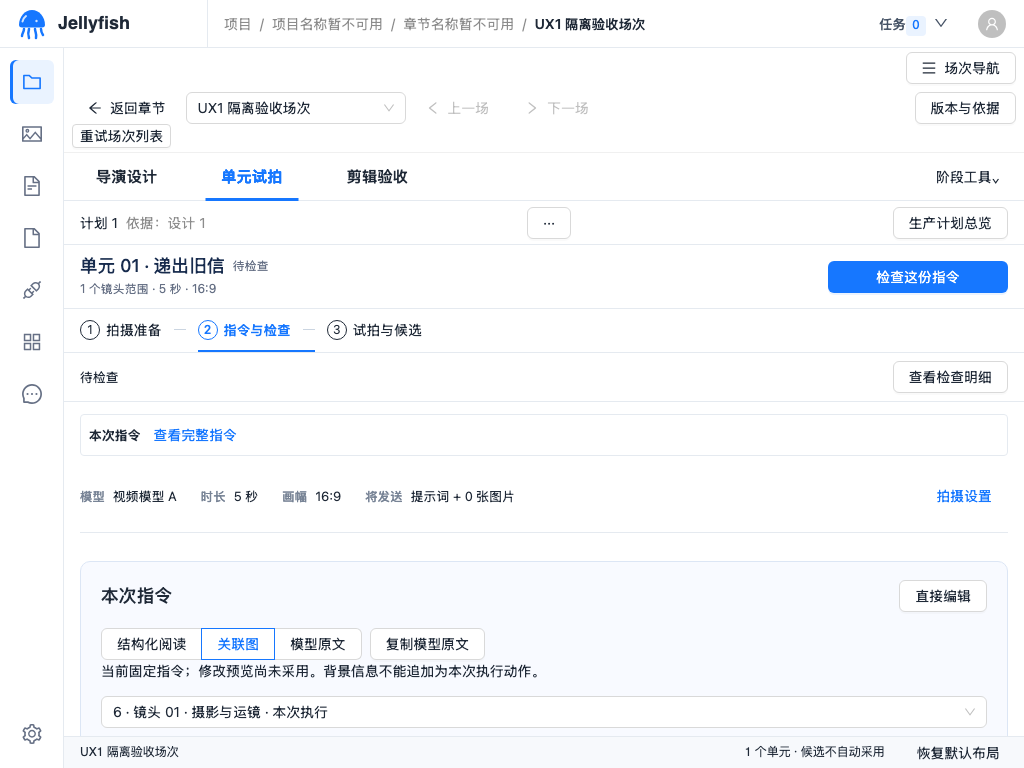 Jellyfish
项目 / 项目名称暂不可用 / 章节名称暂不可用 / UX1 隔离验收场次
任务 0
场次导航
返回章节 UX1 隔离验收场次 上一场 下一场 版本与依据
重试场次列表
导演设计 单元试拍 剪辑验收 阶段工具
计划 1 依据：设计 1 ... 生产计划总览
单元 01 · 递出旧信 待检查
1 个镜头范围 · 5 秒 · 16:9
检查这份指令
1 拍摄准备 2 指令与检查 3 试拍与候选
待检查 查看检查明细
本次指令 查看完整指令
模型 视频模型 A 时长 5 秒 画幅 16:9 将发送 提示词 + 0 张图片 拍摄设置
本次指令 直接编辑
结构化阅读 关联图 模型原文 复制模型原文
当前固定指令；修改预览尚未采用。背景信息不能追加为本次执行动作。
6 · 镜头 01 · 摄影与运镜 · 本次执行
UX1 隔离验收场次 1 个单元 · 候选不自动采用 恢复默认布局